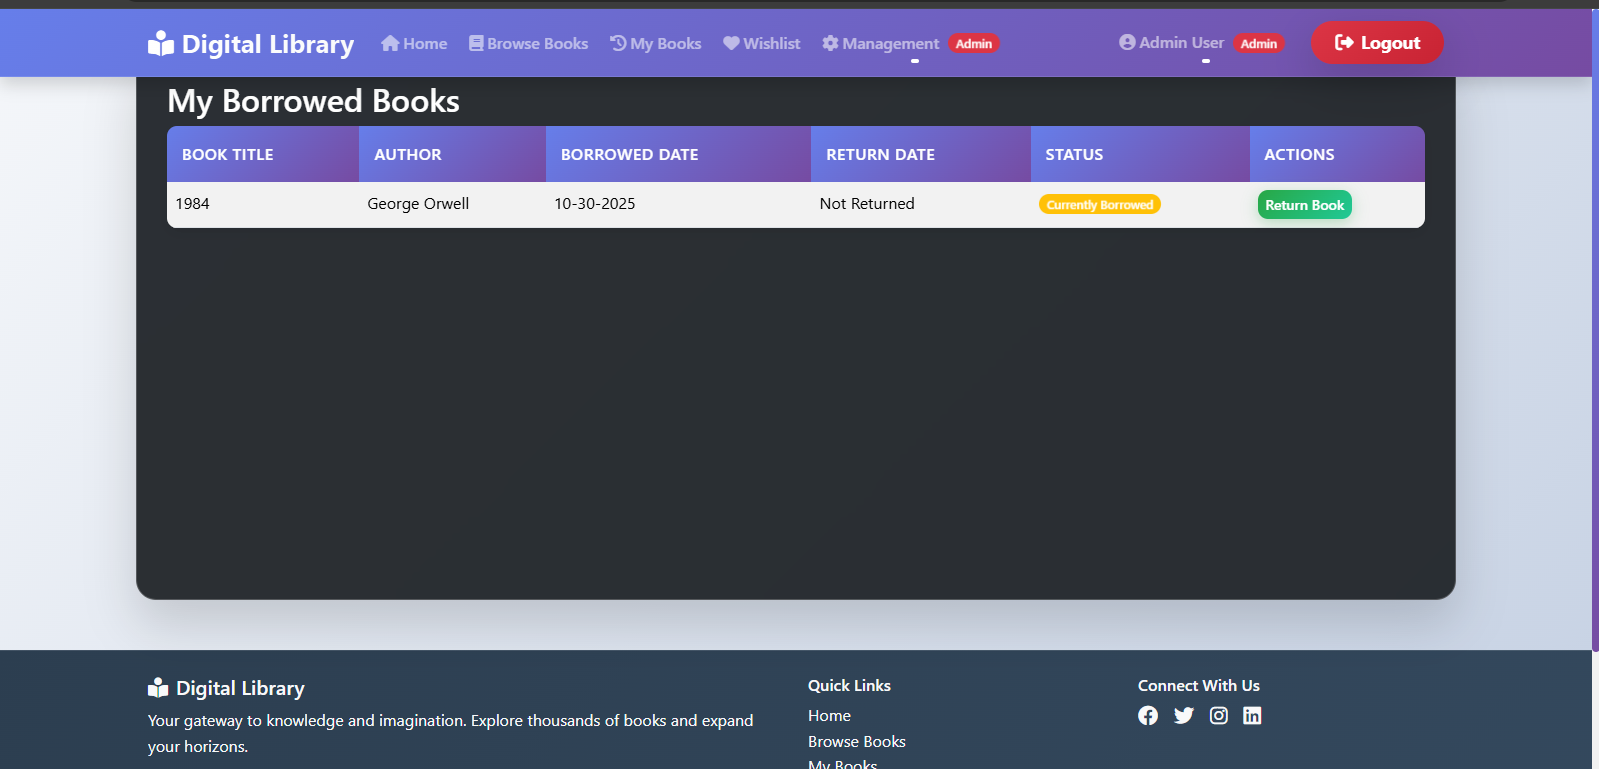 Digital Library Home Browse Books My Books Wishlist Management Admin Admin User Admin Logout
My Borrowed Books
BOOK TITLE AUTHOR BORROWED DATE RETURN DATE STATUS ACTIONS
1984 George Orwell 10-30-2025 Not Returned Currently Borrowed Return Book
Digital Library
Your gateway to knowledge and imagination. Explore thousands of books and expand
your horizons.
Quick Links
Home
Browse Books
My Books
Connect With Us